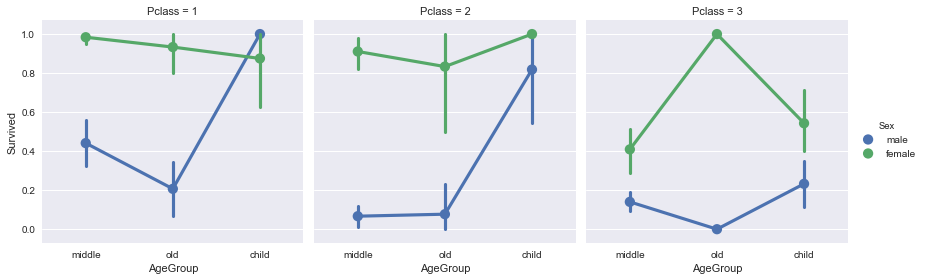 Pclass = 1
Pclass = 2
Pclass = 3
Survived
1.0
0.8
0.6
0.4
0.2
0.0
middle old child
middle old child
middle old child
AgeGroup
AgeGroup
AgeGroup
Sex
male
female